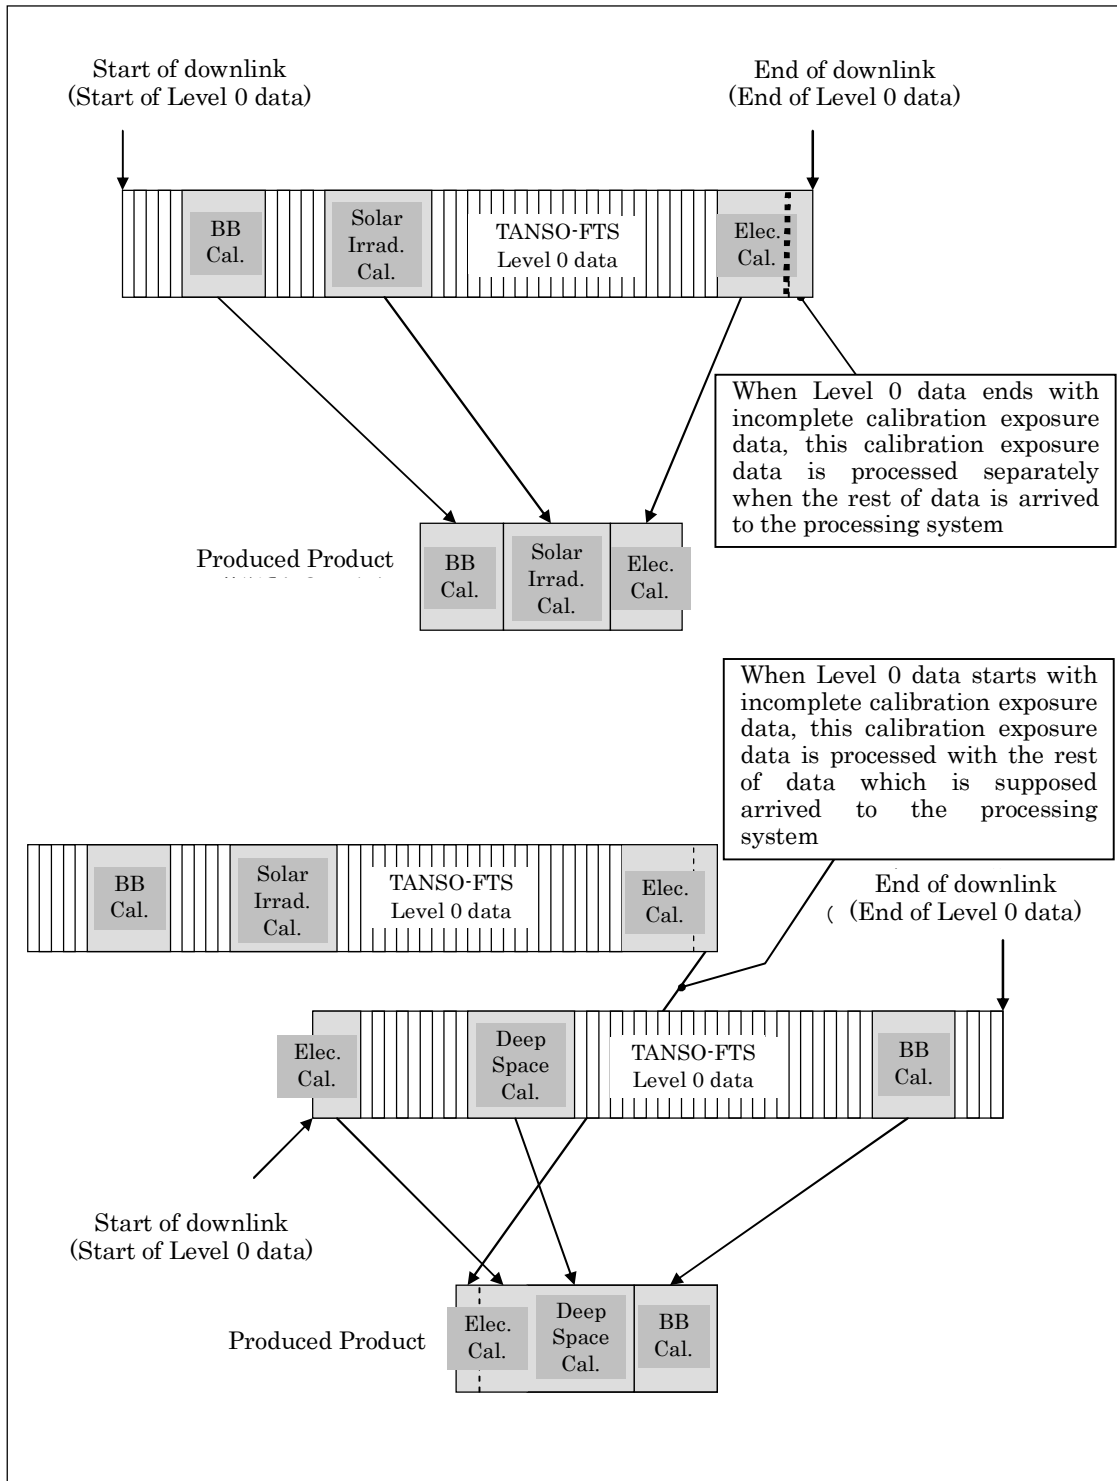 Start of downlink
(Start of Level 0 data)
End of downlink
(End of Level 0 data)
BB
Cal.
Solar
Irrad.
Cal.
TANSO-FTS
Level 0 data
Elec.
Cal.
When Level 0 data ends with
incomplete calibration exposure
data, this calibration exposure
data is processed separately
when the rest of data is arrived
to the processing system
Produced Product
BB
Cal.
Solar
Irrad.
Cal.
Elec.
Cal.
When Level 0 data starts with
incomplete calibration exposure
data, this calibration exposure
data is processed with the rest
of data which is supposed
arrived to the processing
system
BB
Cal.
Solar
Irrad.
Cal.
TANSO-FTS
Level 0 data
Elec.
Cal.
End of downlink
( (End of Level 0 data)
Elec.
Cal.
Deep
Space
Cal.
TANSO-FTS
Level 0 data
BB
Cal.
Start of downlink
(Start of Level 0 data)
Produced Product
Elec.
Cal.
Deep
Space
Cal.
BB
Cal.